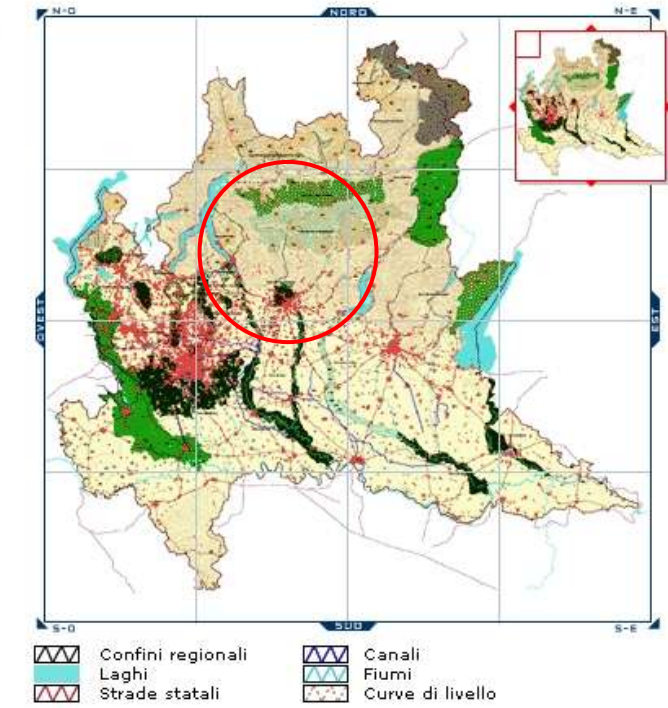 N-O NORD N-E
OVEST
EST
S-O SUD S-E
Confini regionali
Laghi
Strade statali
Canali
Fiumi
Curve di livello